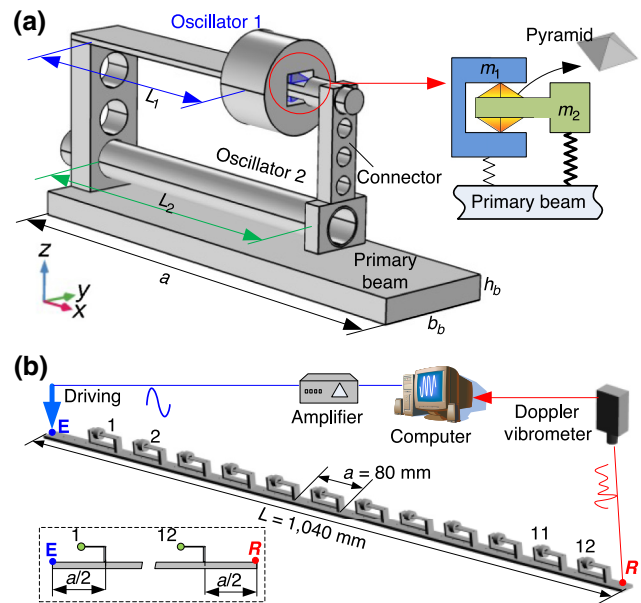 (a)
Oscillator 1
L1
Oscillator 2
L2
Connector
Primary beam
a
hb
bb
z
y
x
Pyramid
m1
m2
Primary beam
(b)
Driving
E
Amplifier
Computer
Doppler vibrometer
1
2
a = 80 mm
L = 1,040 mm
11
12
R
1
12
E
R
a/2
a/2